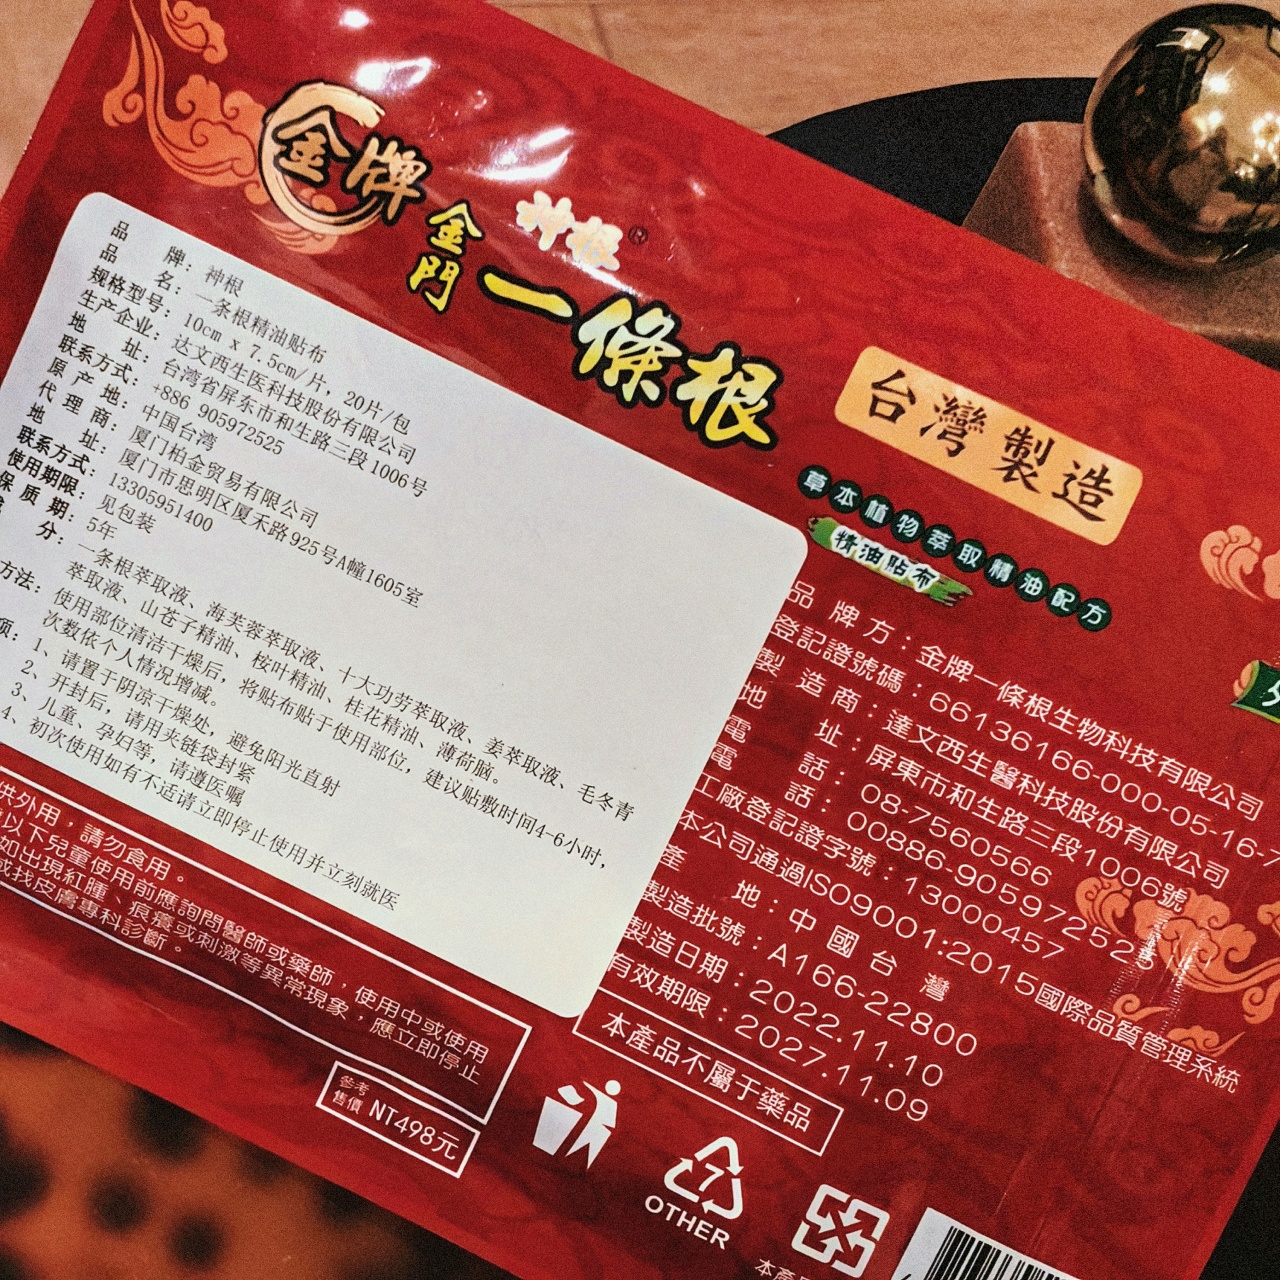 金牌
神根®
金門
一條根
台灣製造
草本植物萃取精油配方
精油貼布
品牌：神根
品名：一条根精油贴布
规格型号：10cm x 7.5cm/片，20片/包
生产企业：达文西生医科技股份有限公司
地址：台湾省屏东市和生路三段1006号
联系方式：+886 905972525
原产地：中国台湾
代理商：厦门柏金贸易有限公司
地址：厦门市思明区厦禾路925号A幢1605室
联系方式：13305951400
使用期限：见包装
保质期：5年
分：一条根萃取液、海芙蓉萃取液、十大功劳萃取液、姜萃取液、毛冬青
萃取液、山苍子精油、桉叶精油、桂花精油、薄荷脑。
方法：使用部位清洁干燥后，将贴布贴于使用部位，建议贴敷时间4-6小时，
次数依个人情况增减。
项：1、请置于阴凉干燥处，避免阳光直射
2、开封后，请用夹链袋封紧
3、儿童、孕妇等，请遵医嘱
4、初次使用如有不适请立即停止使用并立刻就医
供外用，請勿食用。
以下兒童使用前應詢問醫師或藥師，使用中或使用
如出現紅腫、痕癢或刺激等異常現象，應立即停止
或找皮膚專科診斷。
參考
售價 NT498元
品牌方：金牌一條根生物科技有限公司
登記證號碼：66136166-000-05-16-7
製造商：達文西生醫科技股份有限公司
地址：屏東市和生路三段1006號
電話：08-7560566
電話：00886-905972525
工廠登記證字號：13000457
本公司通過ISO9001:2015國際品質管理系統
產地：中國台灣
製造批號：A166-22800
製造日期：2022.11.10
有效期限：2027.11.09
本產品不屬于藥品
7
OTHER